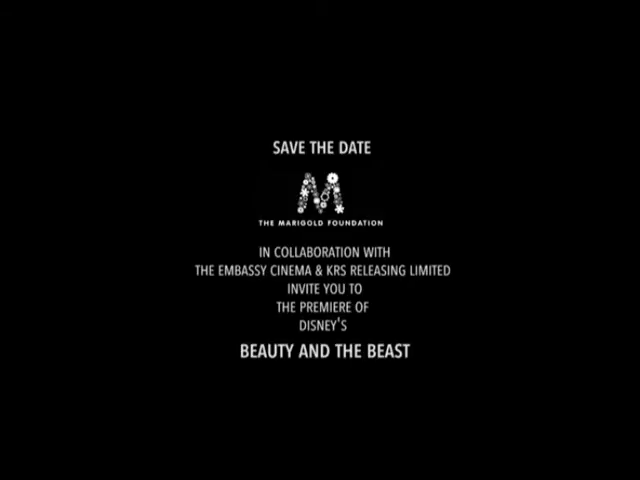 SAVE THE DATE
M
THE MARIGOLD FOUNDATION
IN COLLABORATION WITH
THE EMBASSY CINEMA & KRS RELEASING LIMITED
INVITE YOU TO
THE PREMIERE OF
DISNEY'S
BEAUTY AND THE BEAST